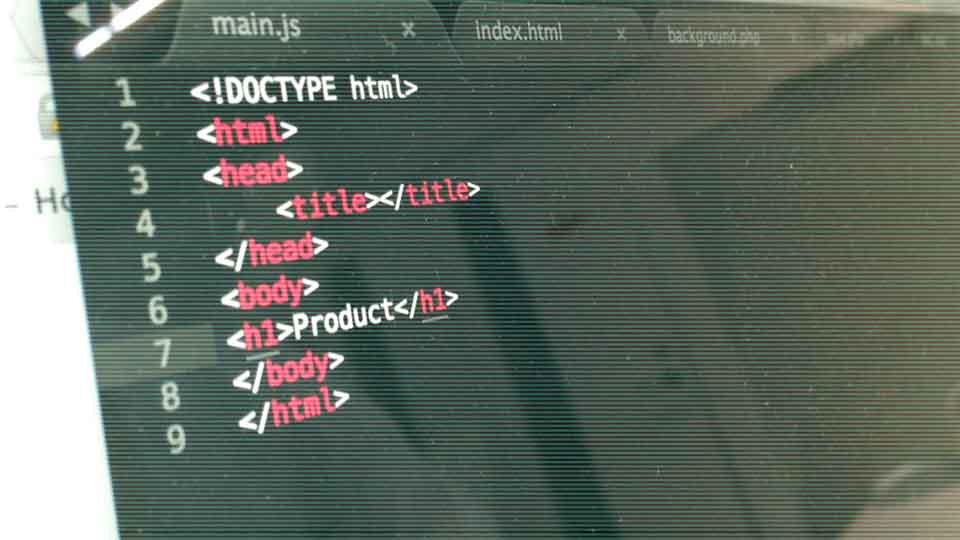 main.js × index.html × background.php
1 <!DOCTYPE html>
2 <html>
3 <head>
4 <title></title>
5 </head>
6 <body>
7 <h1>Product</h1>
8 </body>
9 </html>